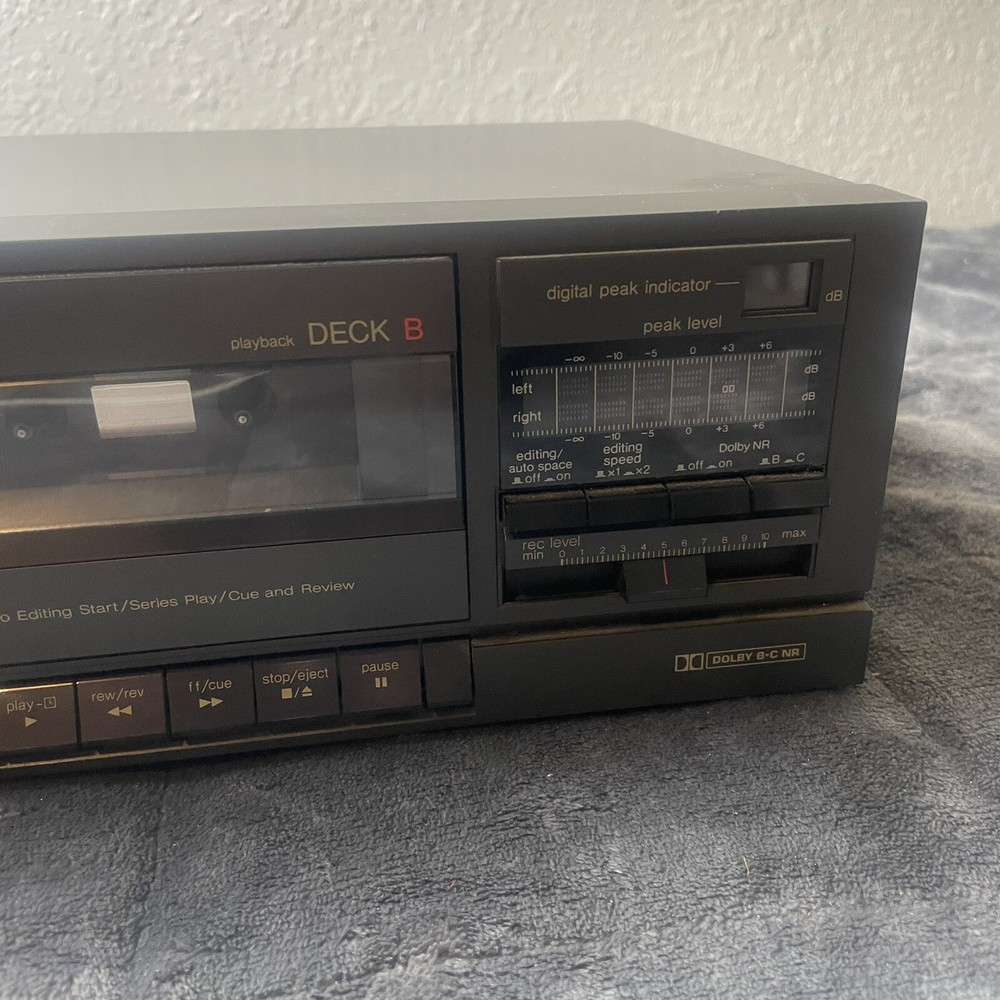 digital peak indicator — dB
peak level
playback DECK B
-∞ -10 -5 0 +3 +6
left dB
right dB
-∞ -10 -5 0 +3 +6
editing/
auto space
off on
editing
speed
x1 x2
Dolby NR
off on B C
rec level
min 0 1 2 3 4 5 6 7 8 9 10 max
o Editing Start/Series Play/Cue and Review
DOLBY B-C NR
play-
rew/rev
ff/cue
stop/eject
pause